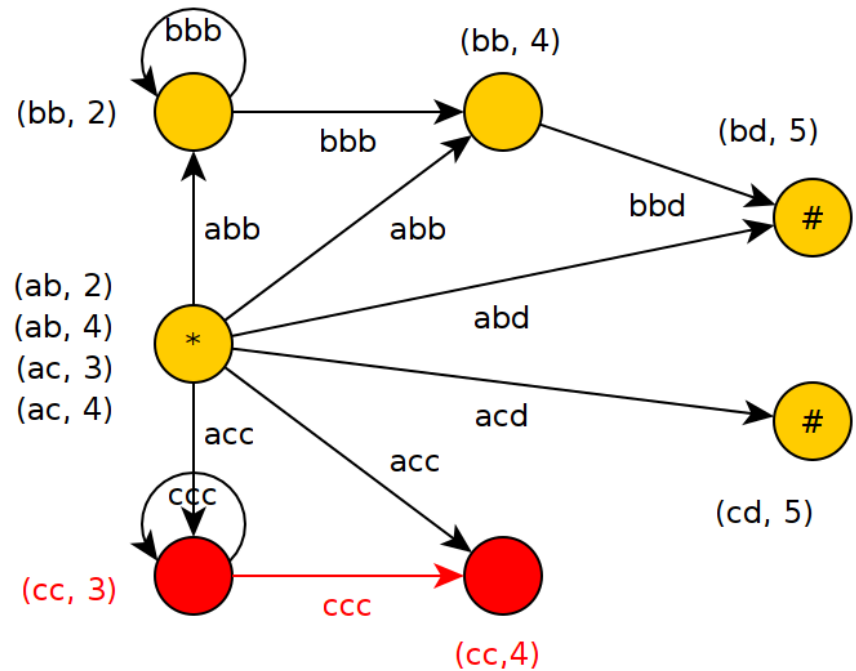 bbb
(bb, 4)
(bb, 2)
bbb
(bd, 5)
bbd
#
abb
abb
(ab, 2)
(ab, 4)
(ac, 3)
(ac, 4)
*
abd
acd
#
acc
acc
ccc
(cd, 5)
(cc, 3)
ccc
(cc,4)